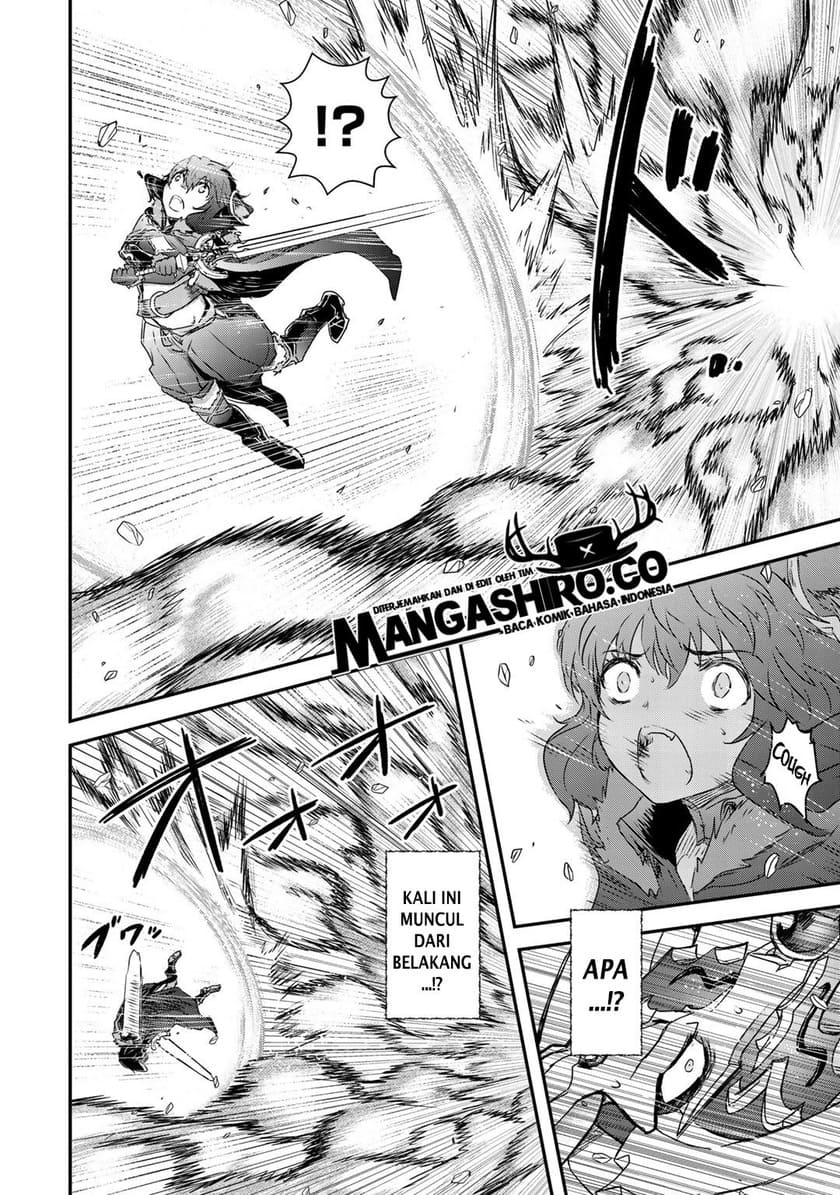 !?
ドッ
DITERJEMAHKAN DAN DI EDIT OLEH TIM
MANGASHIRO.CO
BACA KOMIK BAHASA INDONESIA
COUGH
APA
...!?
KALI INI
MUNCUL
DARI
BELAKANG
...!?
オオオ
ブワッ